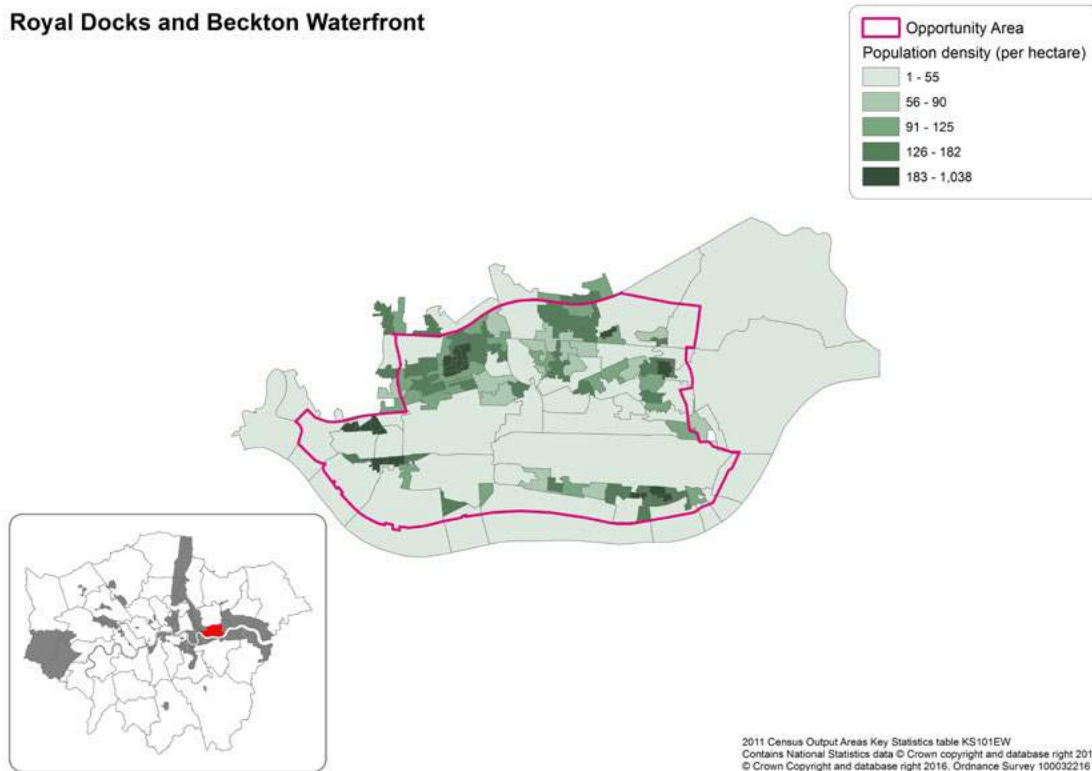 Royal Docks and Beckton Waterfront
Opportunity Area
Population density (per hectare)
1 - 55
56 - 90
91 - 125
126 - 182
183 - 1,038
2011 Census Output Areas Key Statistics table KS101EW
Contains National Statistics data © Crown copyright and database right 201
© Crown Copyright and database right 2016. Ordnance Survey 100032216